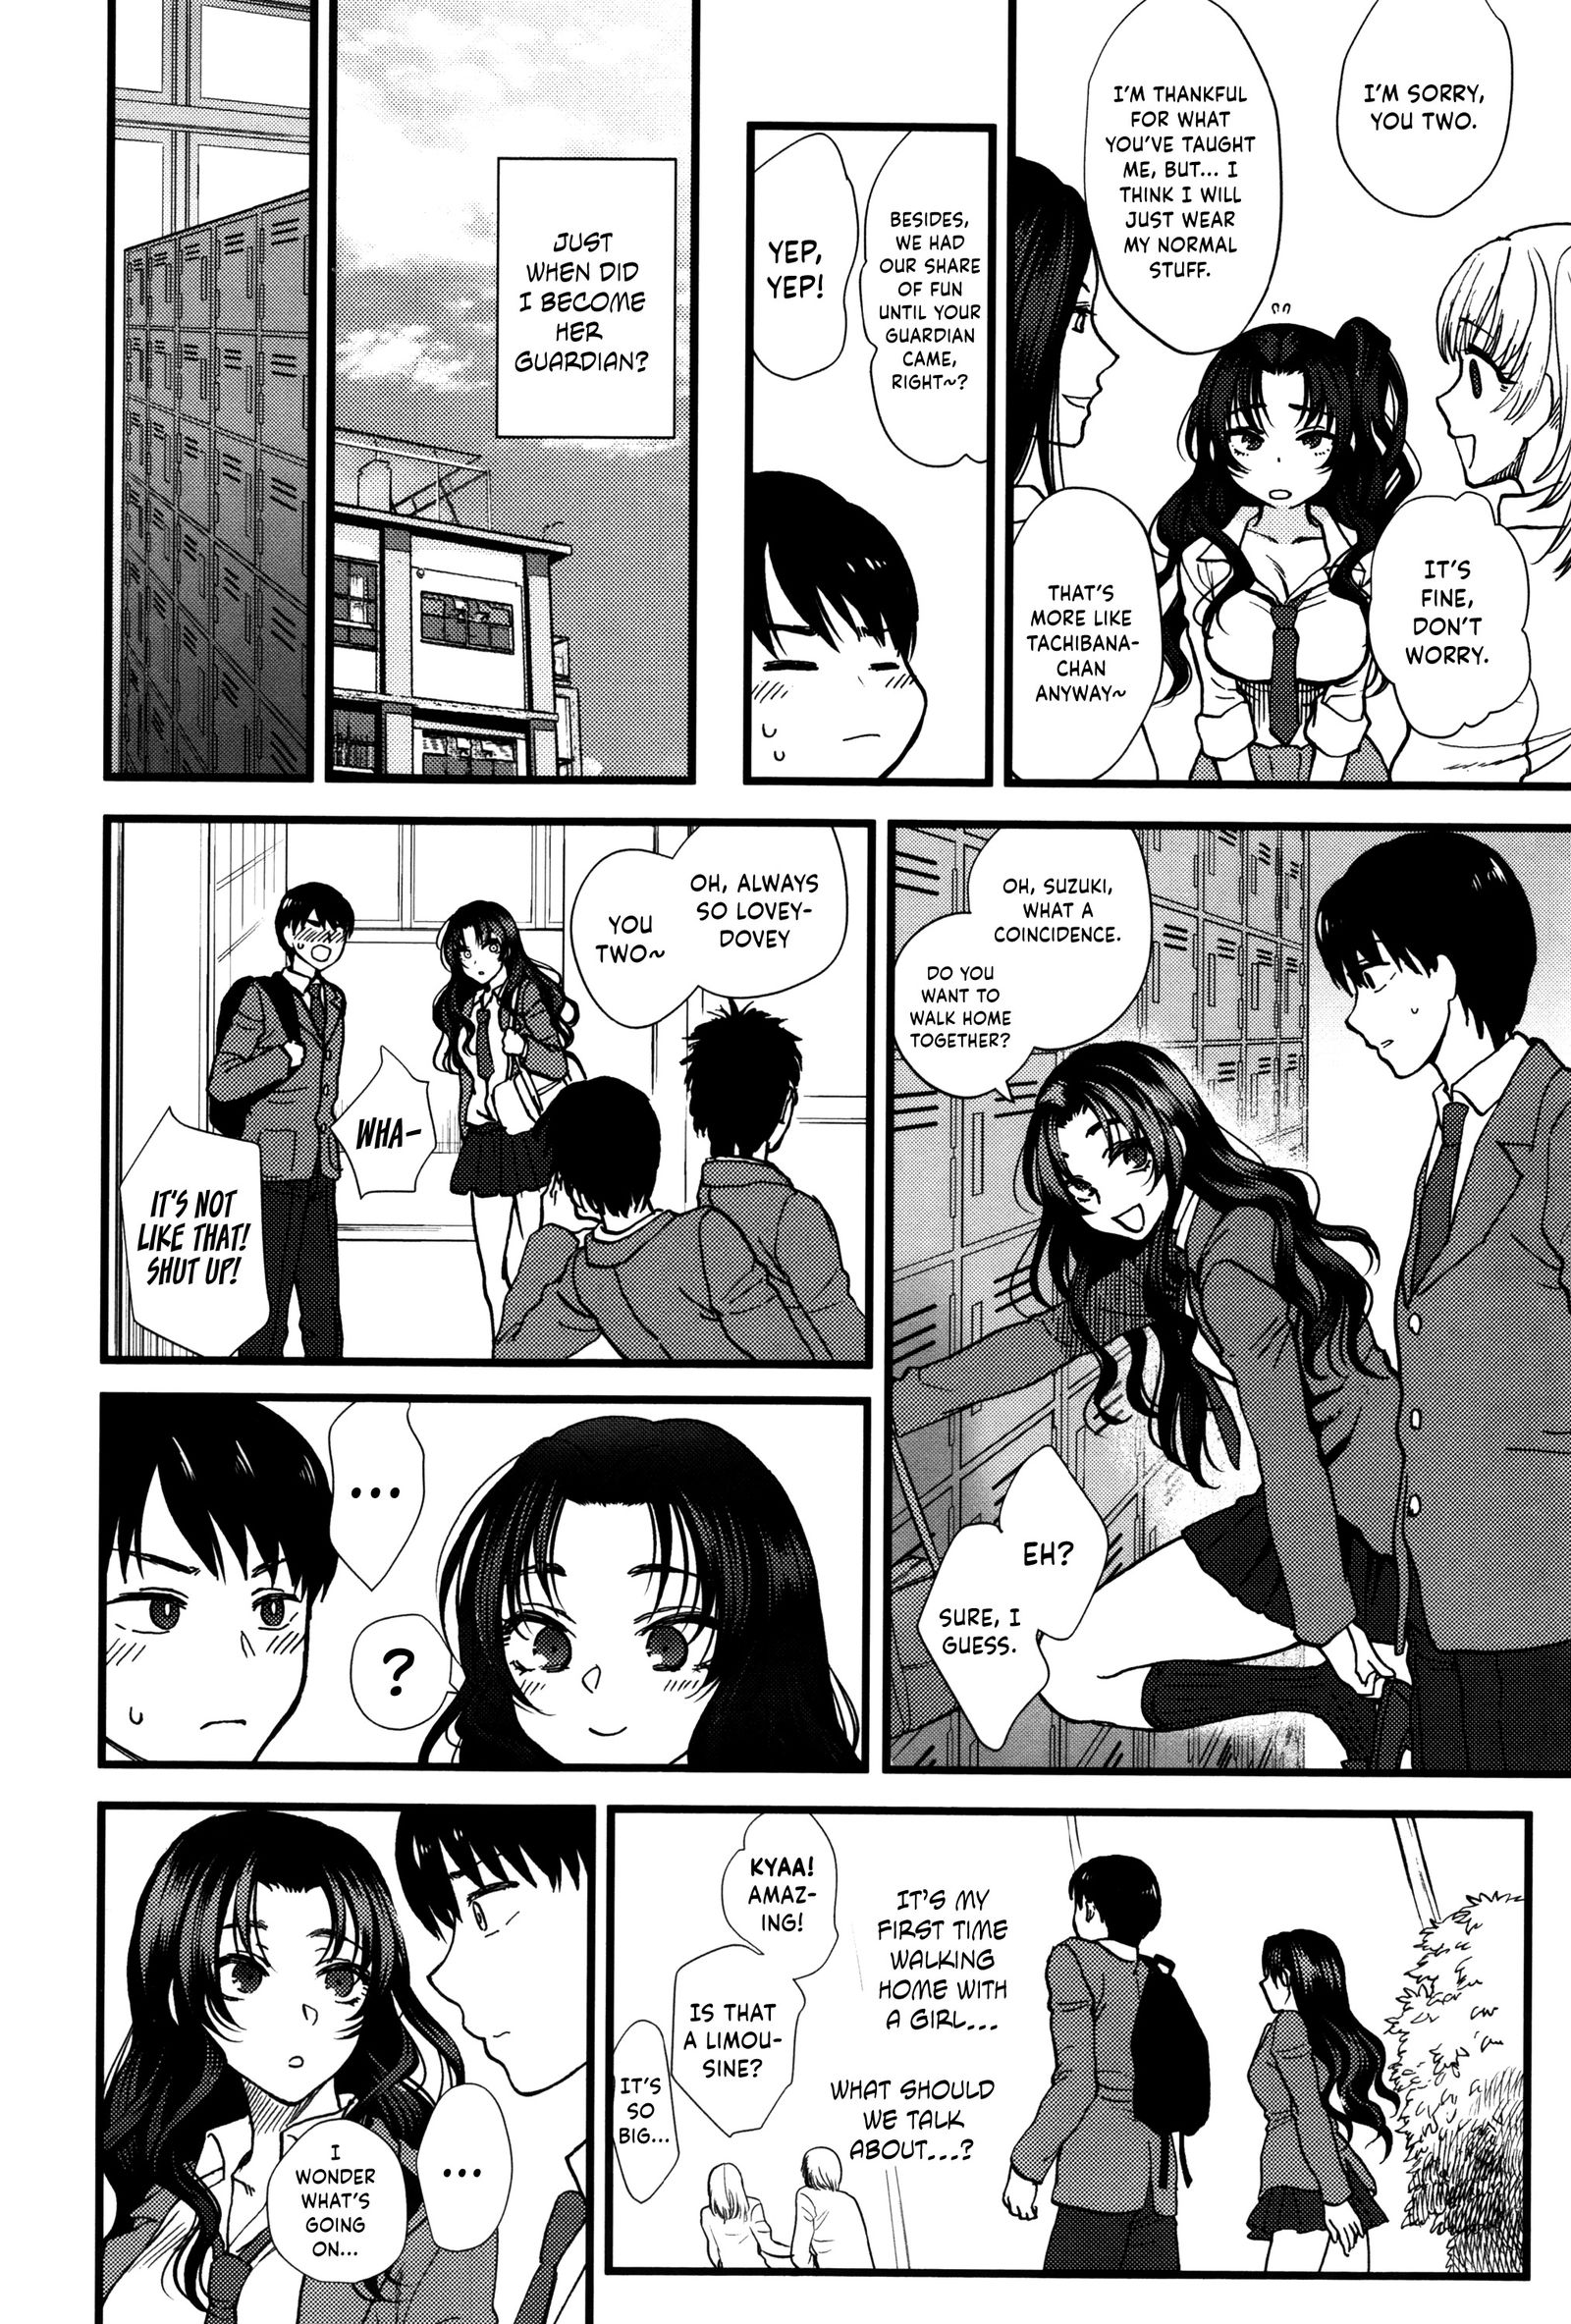 I'M SORRY,
YOU TWO.
I'M THANKFUL
FOR WHAT
YOU'VE TAUGHT
ME, BUT... I
THINK I WILL
JUST WEAR
MY NORMAL
STUFF.
IT'S
FINE,
DON'T
WORRY.
THAT'S
MORE LIKE
TACHIBANA-
CHAN
ANYWAY~
BESIDES,
WE HAD
OUR SHARE
OF FUN
UNTIL YOUR
GUARDIAN
CAME,
RIGHT~?
YEP,
YEP!
JUST
WHEN DID
I BECOME
HER
GUARDIAN?
OH, SUZUKI,
WHAT A
COINCIDENCE.
DO YOU
WANT TO
WALK HOME
TOGETHER?
EH?
SURE, I
GUESS.
OH, ALWAYS
SO LOVEY-
DOVEY
YOU
TWO~
WHA-
IT'S NOT
LIKE THAT!
SHUT UP!
...
?
IT'S MY
FIRST TIME
WALKING
HOME WITH
A GIRL...
WHAT SHOULD
WE TALK
ABOUT....?
KYAA!
AMAZ-
ING!
IS THAT
A LIMOU-
SINE?
IT'S
SO
BIG...
...
I
WONDER
WHAT'S
GOING
ON...